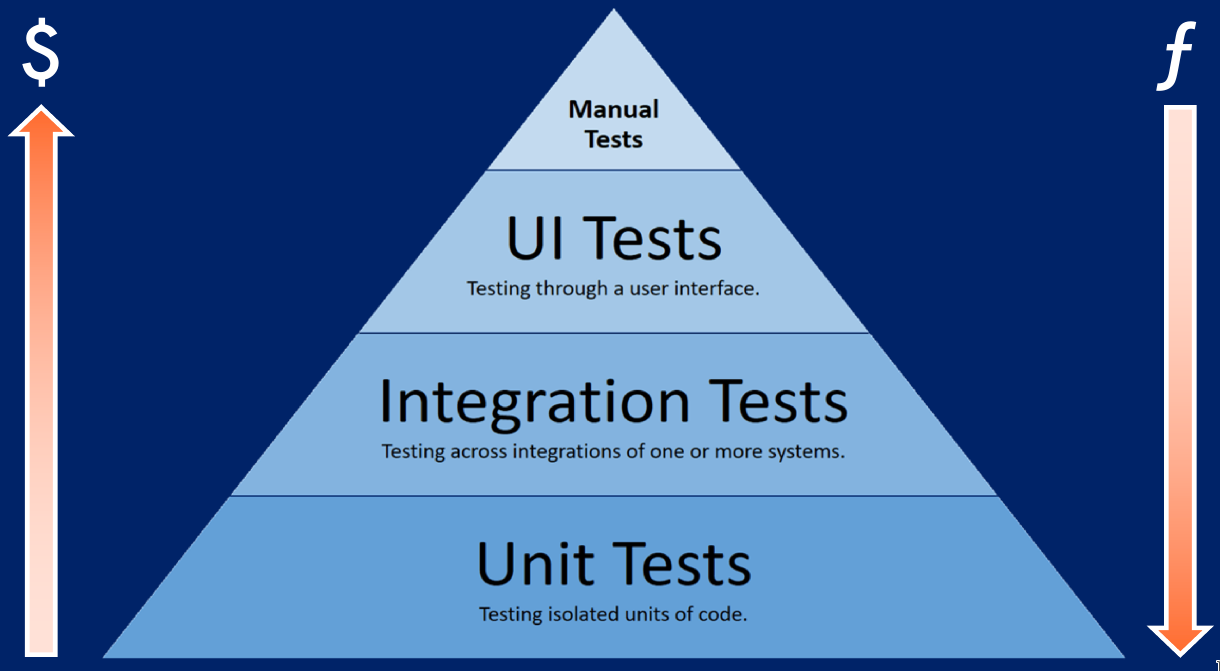 $
ƒ
Manual
Tests
UI Tests
Testing through a user interface.
Integration Tests
Testing across integrations of one or more systems.
Unit Tests
Testing isolated units of code.